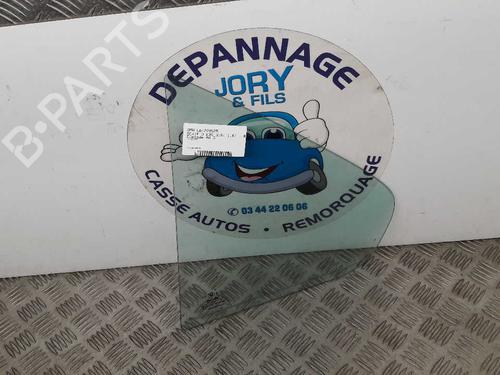 B-PARTS
DEPANNAGE
JORY
& FILS
✆ 03 44 22 06 06
CASSE AUTOS - REMORQUAGE